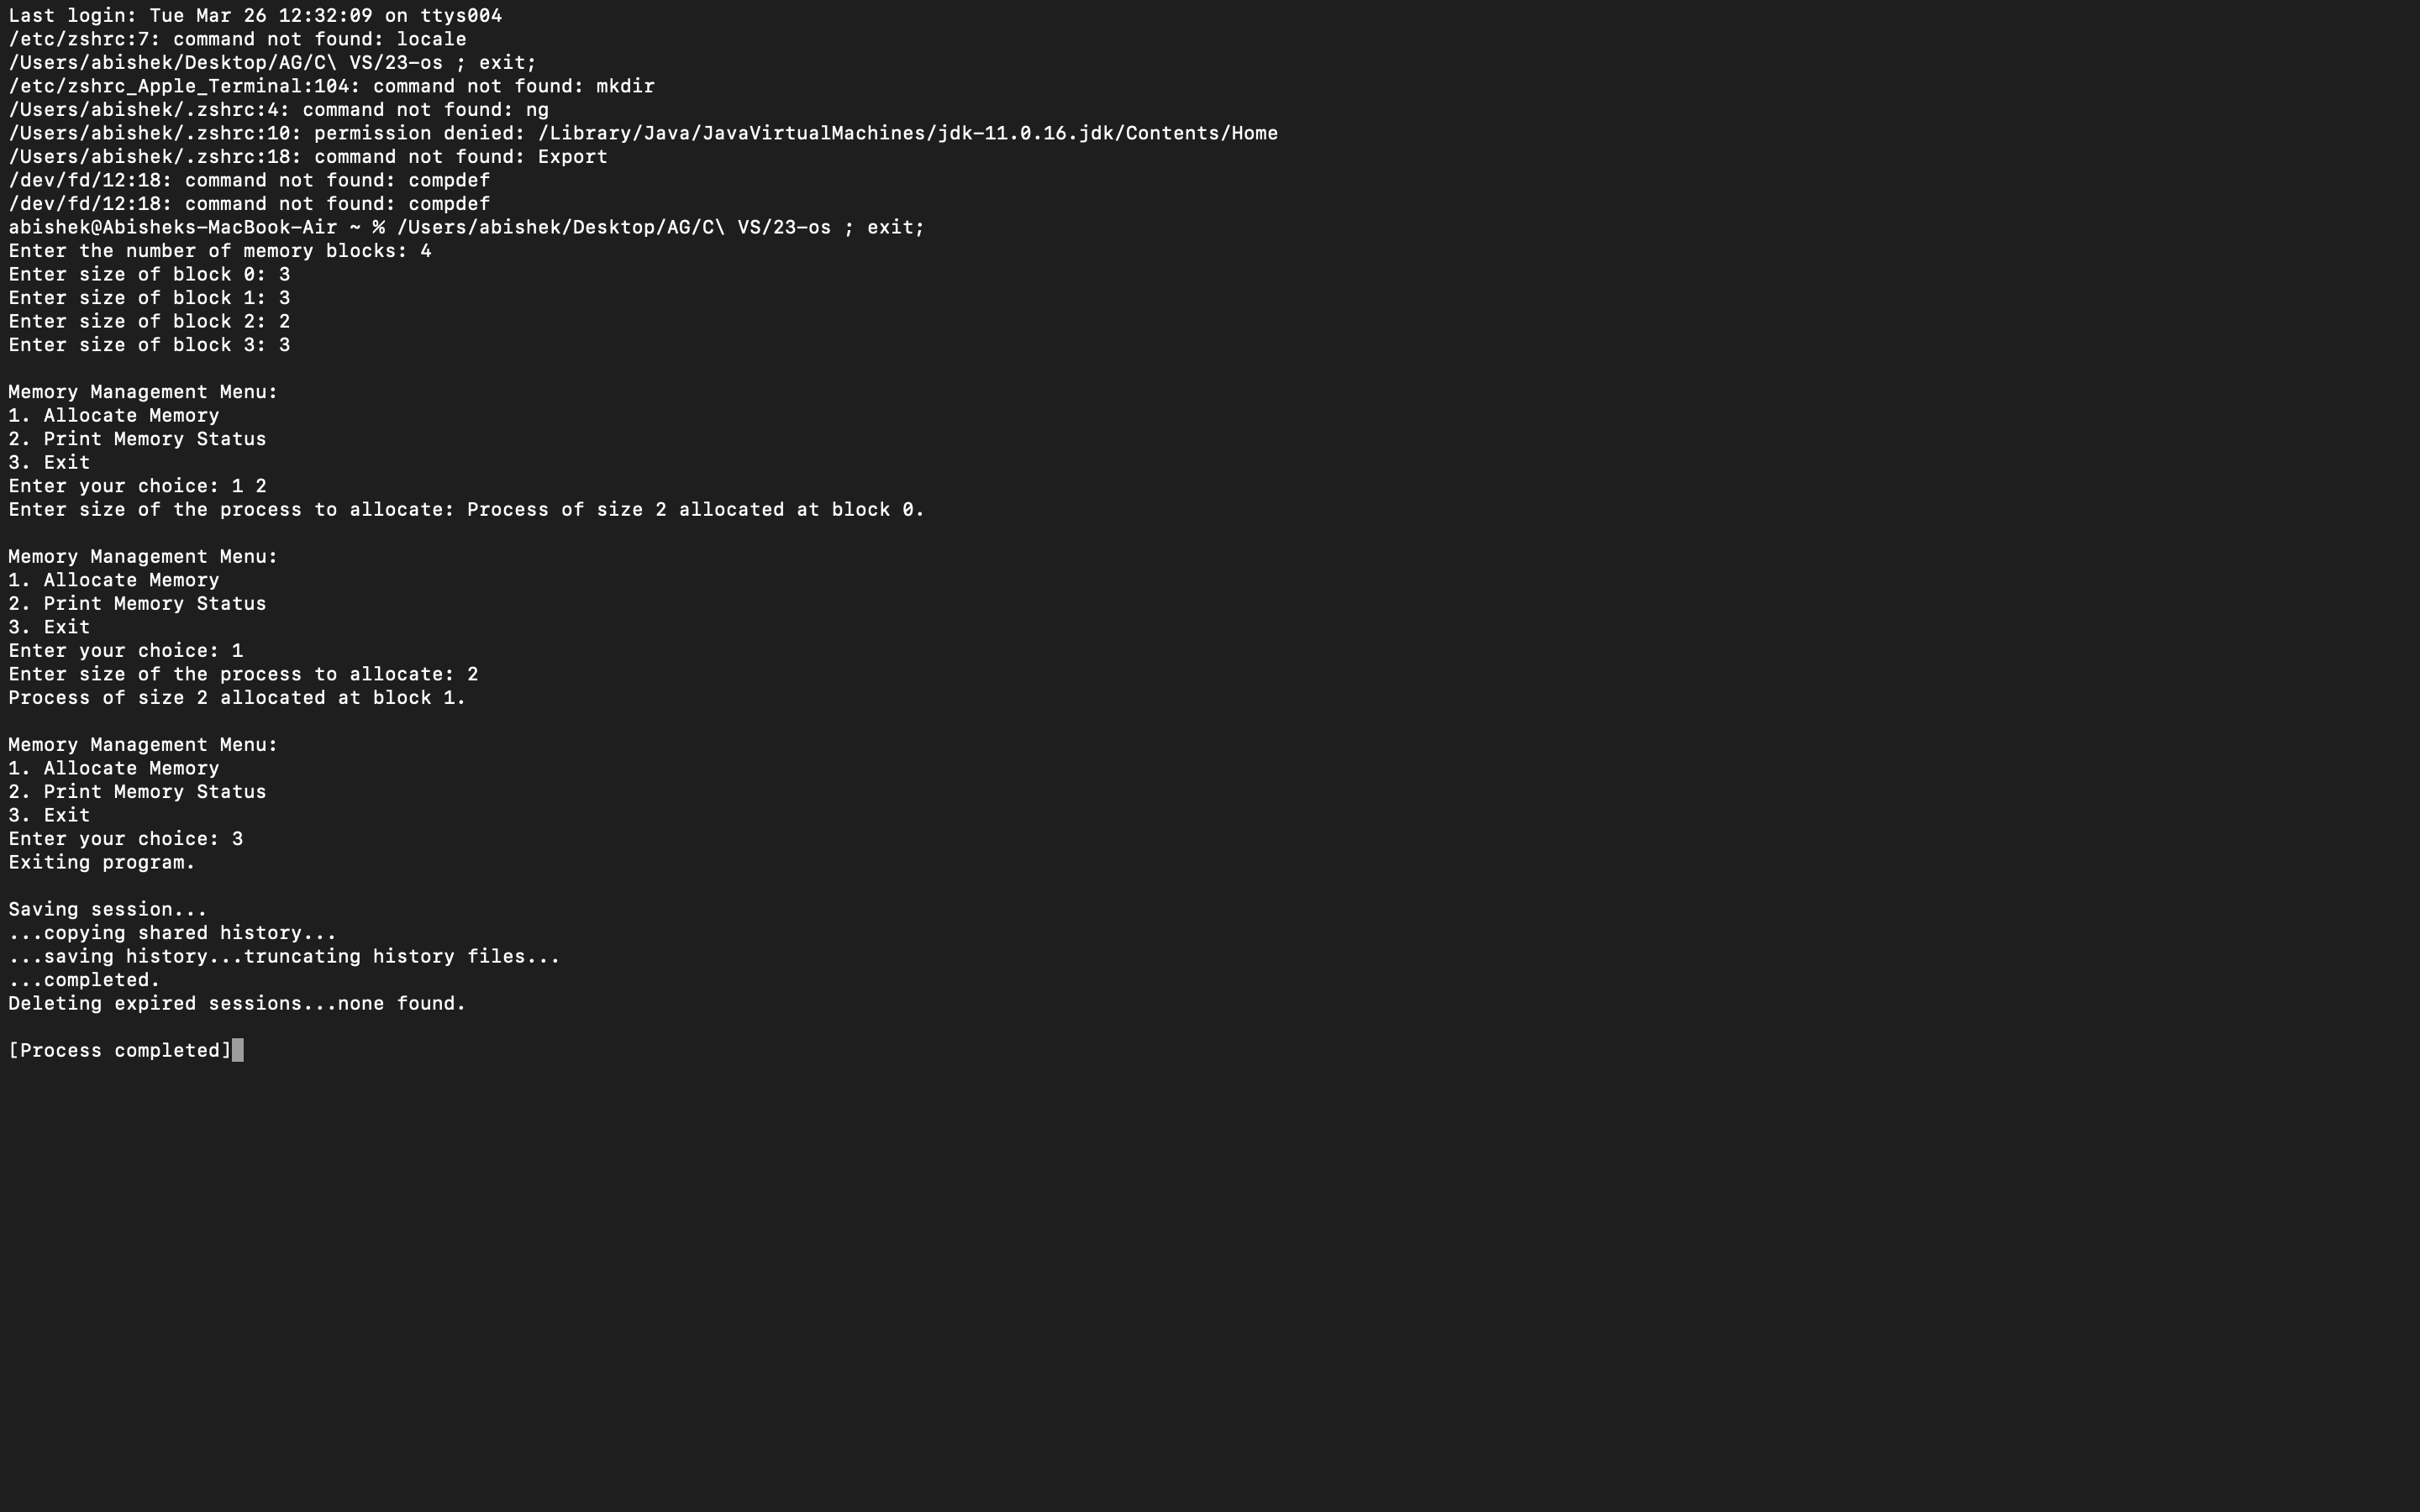 Last login: Tue Mar 26 12:32:09 on ttys004
/etc/zshrc:7: command not found: locale
/Users/abishek/Desktop/AG/C\ VS/23-os ; exit;
/etc/zshrc_Apple_Terminal:104: command not found: mkdir
/Users/abishek/.zshrc:4: command not found: ng
/Users/abishek/.zshrc:10: permission denied: /Library/Java/JavaVirtualMachines/jdk-11.0.16.jdk/Contents/Home
/Users/abishek/.zshrc:18: command not found: Export
/dev/fd/12:18: command not found: compdef
/dev/fd/12:18: command not found: compdef
abishek@Abisheks-MacBook-Air ~ % /Users/abishek/Desktop/AG/C\ VS/23-os ; exit;
Enter the number of memory blocks: 4
Enter size of block 0: 3
Enter size of block 1: 3
Enter size of block 2: 2
Enter size of block 3: 3

Memory Management Menu:
1. Allocate Memory
2. Print Memory Status
3. Exit
Enter your choice: 1 2
Enter size of the process to allocate: Process of size 2 allocated at block 0.

Memory Management Menu:
1. Allocate Memory
2. Print Memory Status
3. Exit
Enter your choice: 1
Enter size of the process to allocate: 2
Process of size 2 allocated at block 1.

Memory Management Menu:
1. Allocate Memory
2. Print Memory Status
3. Exit
Enter your choice: 3
Exiting program.

Saving session...
...copying shared history...
...saving history...truncating history files...
...completed.
Deleting expired sessions...none found.

[Process completed]